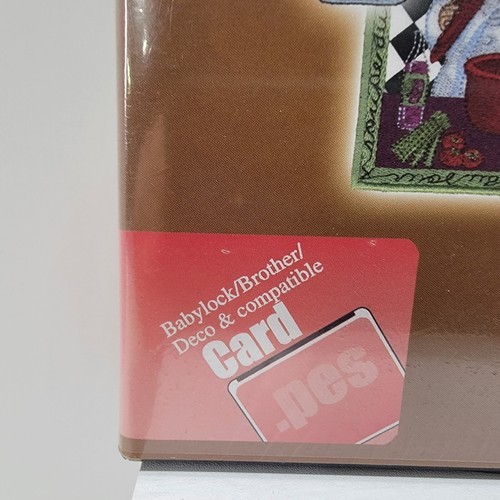 Babylock/Brother/
Deco & compatible
Card
.pes